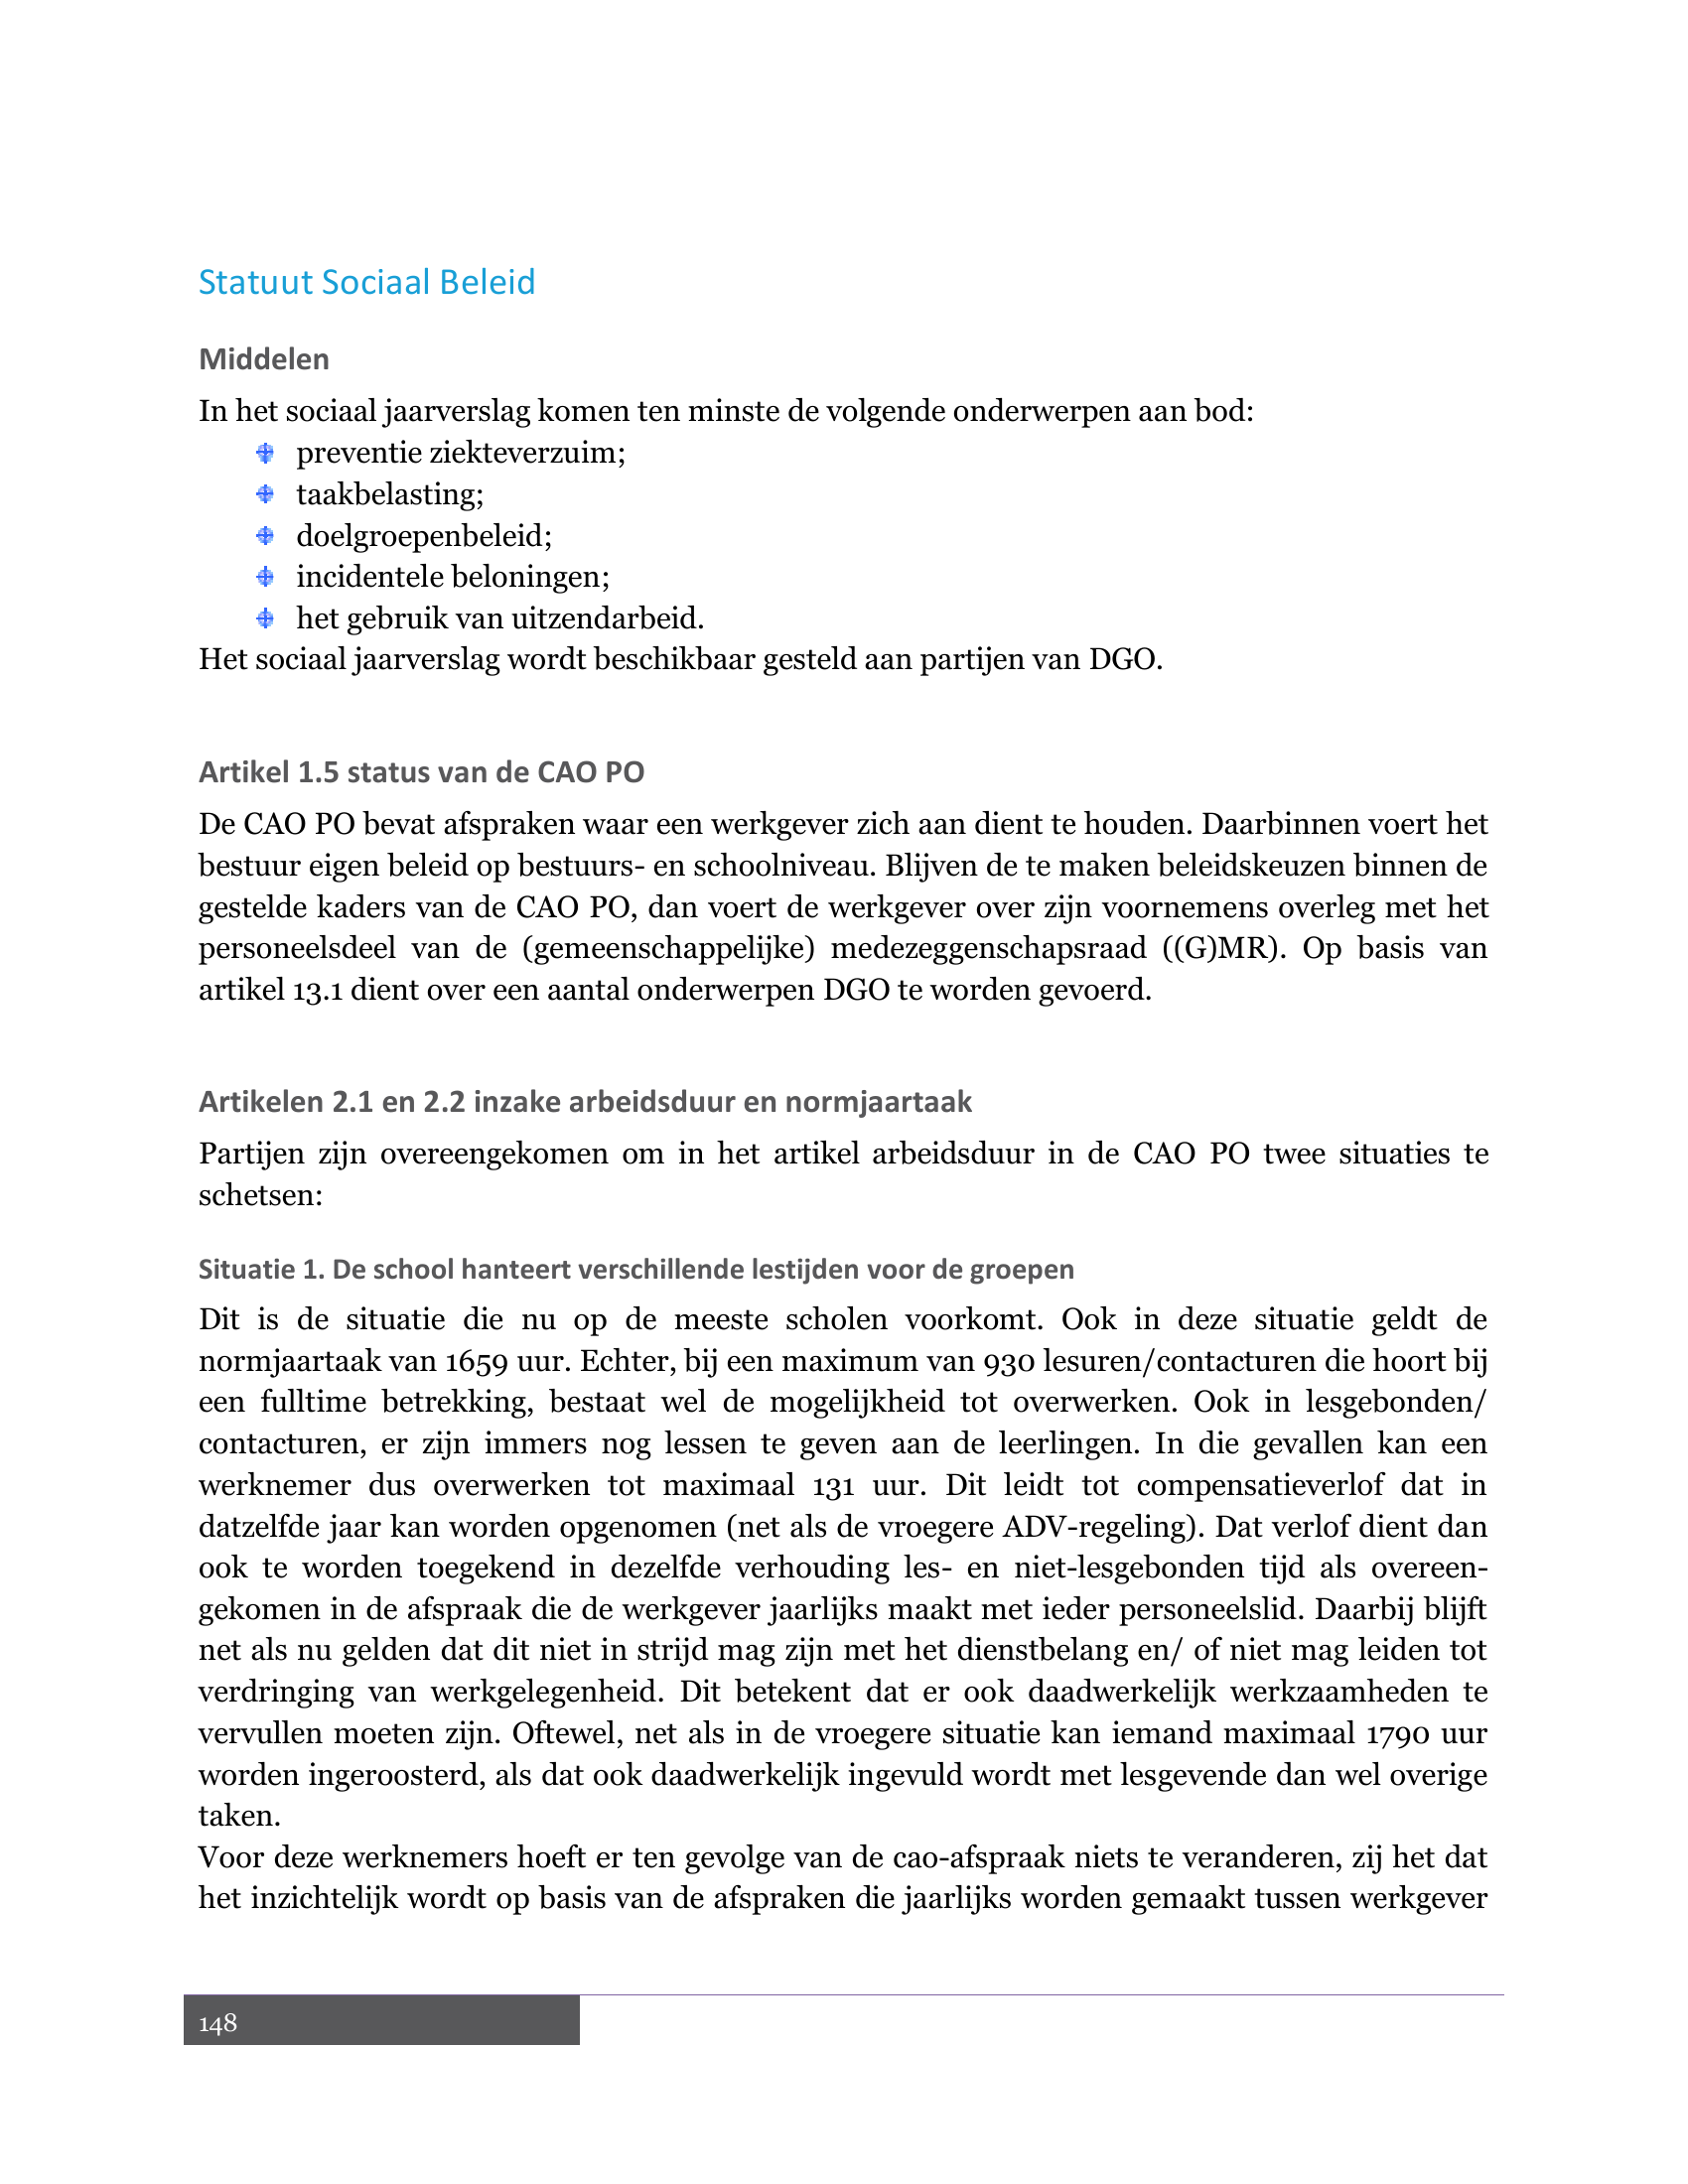 Statuut Sociaal Beleid
Middelen
In het sociaal jaarverslag komen ten minste de volgende onderwerpen aan bod:
preventie ziekteverzuim;
taakbelasting;
doelgroepenbeleid;
incidentele beloningen;
het gebruik van uitzendarbeid.
Het sociaal jaarverslag wordt beschikbaar gesteld aan partijen van DGO.
Artikel 1.5 status van de CAO PO
De CAO PO bevat afspraken waar een werkgever zich aan dient te houden. Daarbinnen voert het
bestuur eigen beleid op bestuurs- en schoolniveau. Blijven de te maken beleidskeuzen binnen de
gestelde kaders van de CAO PO, dan voert de werkgever over zijn voornemens overleg met het
personeelsdeel van de (gemeenschappelijke) medezeggenschapsraad ((G)MR). Op basis van
artikel 13.1 dient over een aantal onderwerpen DGO te worden gevoerd.
Artikelen 2.1 en 2.2 inzake arbeidsduur en normjaartaak
Partijen zijn overeengekomen om in het artikel arbeidsduur in de CAO PO twee situaties te
schetsen:
Situatie 1. De school hanteert verschillende lestijden voor de groepen
Dit is de situatie die nu op de meeste scholen voorkomt. Ook in deze situatie geldt de
normjaartaak van 1659 uur. Echter, bij een maximum van 930 lesuren/contacturen die hoort bij
een fulltime betrekking, bestaat wel de mogelijkheid tot overwerken. Ook in lesgebonden/
contacturen, er zijn immers nog lessen te geven aan de leerlingen. In die gevallen kan een
werknemer dus overwerken tot maximaal 131 uur. Dit leidt tot compensatieverlof dat in
datzelfde jaar kan worden opgenomen (net als de vroegere ADV-regeling). Dat verlof dient dan
ook te worden toegekend in dezelfde verhouding les- en niet-lesgebonden tijd als overeen-
gekomen in de afspraak die de werkgever jaarlijks maakt met ieder personeelslid. Daarbij blijft
net als nu gelden dat dit niet in strijd mag zijn met het dienstbelang en/ of niet mag leiden tot
verdringing van werkgelegenheid. Dit betekent dat er ook daadwerkelijk werkzaamheden te
vervullen moeten zijn. Oftewel, net als in de vroegere situatie kan iemand maximaal 1790 uur
worden ingeroosterd, als dat ook daadwerkelijk ingevuld wordt met lesgevende dan wel overige
taken.
Voor deze werknemers hoeft er ten gevolge van de cao-afspraak niets te veranderen, zij het dat
het inzichtelijk wordt op basis van de afspraken die jaarlijks worden gemaakt tussen werkgever
148